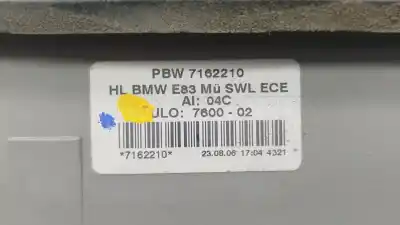 PBW 7162210
HL BMW E83 Mü SWL ECE
AI: 04C
ULO: 7600 - 02
*7162210*
23.08.06 17:04 4321